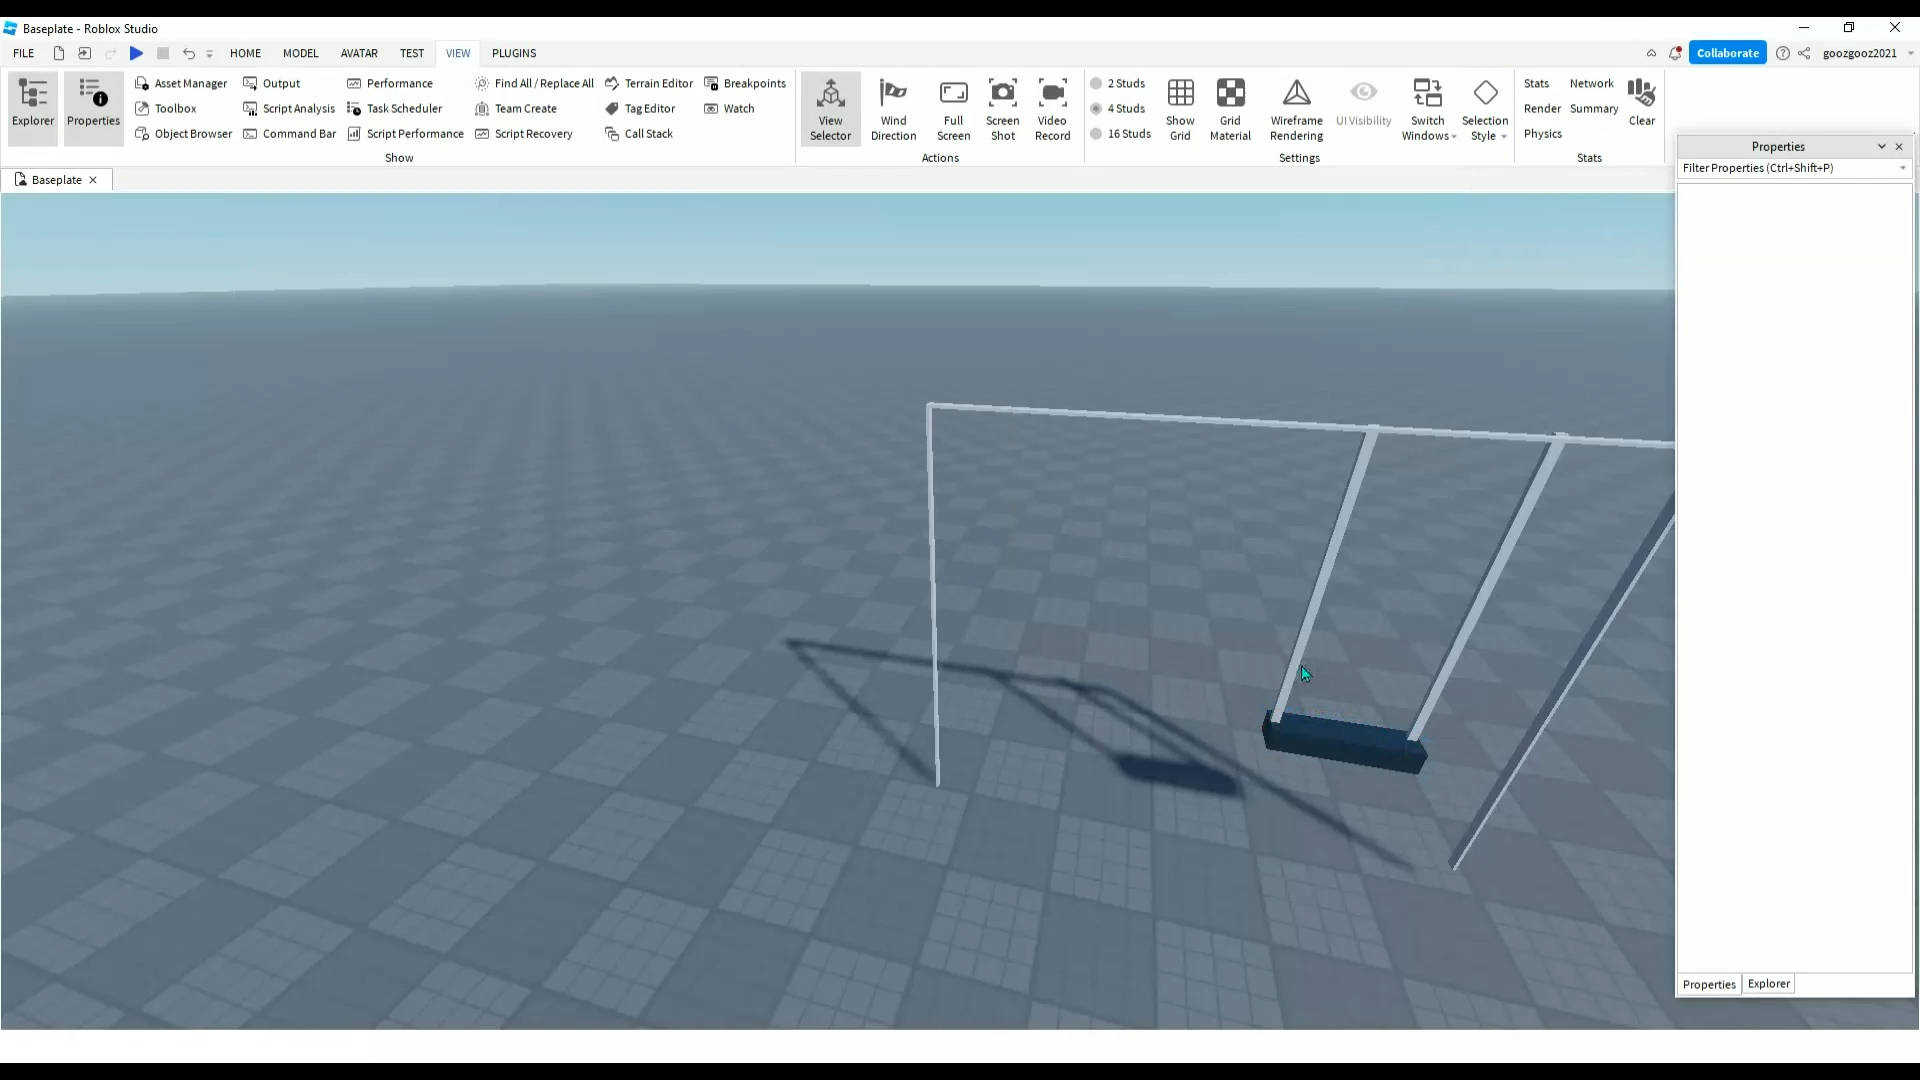 Baseplate - Roblox Studio
FILE HOME MODEL AVATAR TEST VIEW PLUGINS Collaborate goozgooz2021
Explorer
Properties
Asset Manager Output Performance Find All / Replace All Terrain Editor Breakpoints
Toolbox Script Analysis Task Scheduler Team Create Tag Editor Watch
Object Browser Command Bar Script Performance Script Recovery Call Stack
Show
View Selector
Wind Direction
Full Screen
Screen Shot
Video Record
Actions
2 Studs
4 Studs
16 Studs
Show Grid
Grid Material
Wireframe Rendering
UI Visibility
Switch Windows
Selection Style
Settings
Stats Network
Render Summary
Physics
Clear
Stats
Baseplate
Properties
Filter Properties (Ctrl+Shift+P)
Properties Explorer